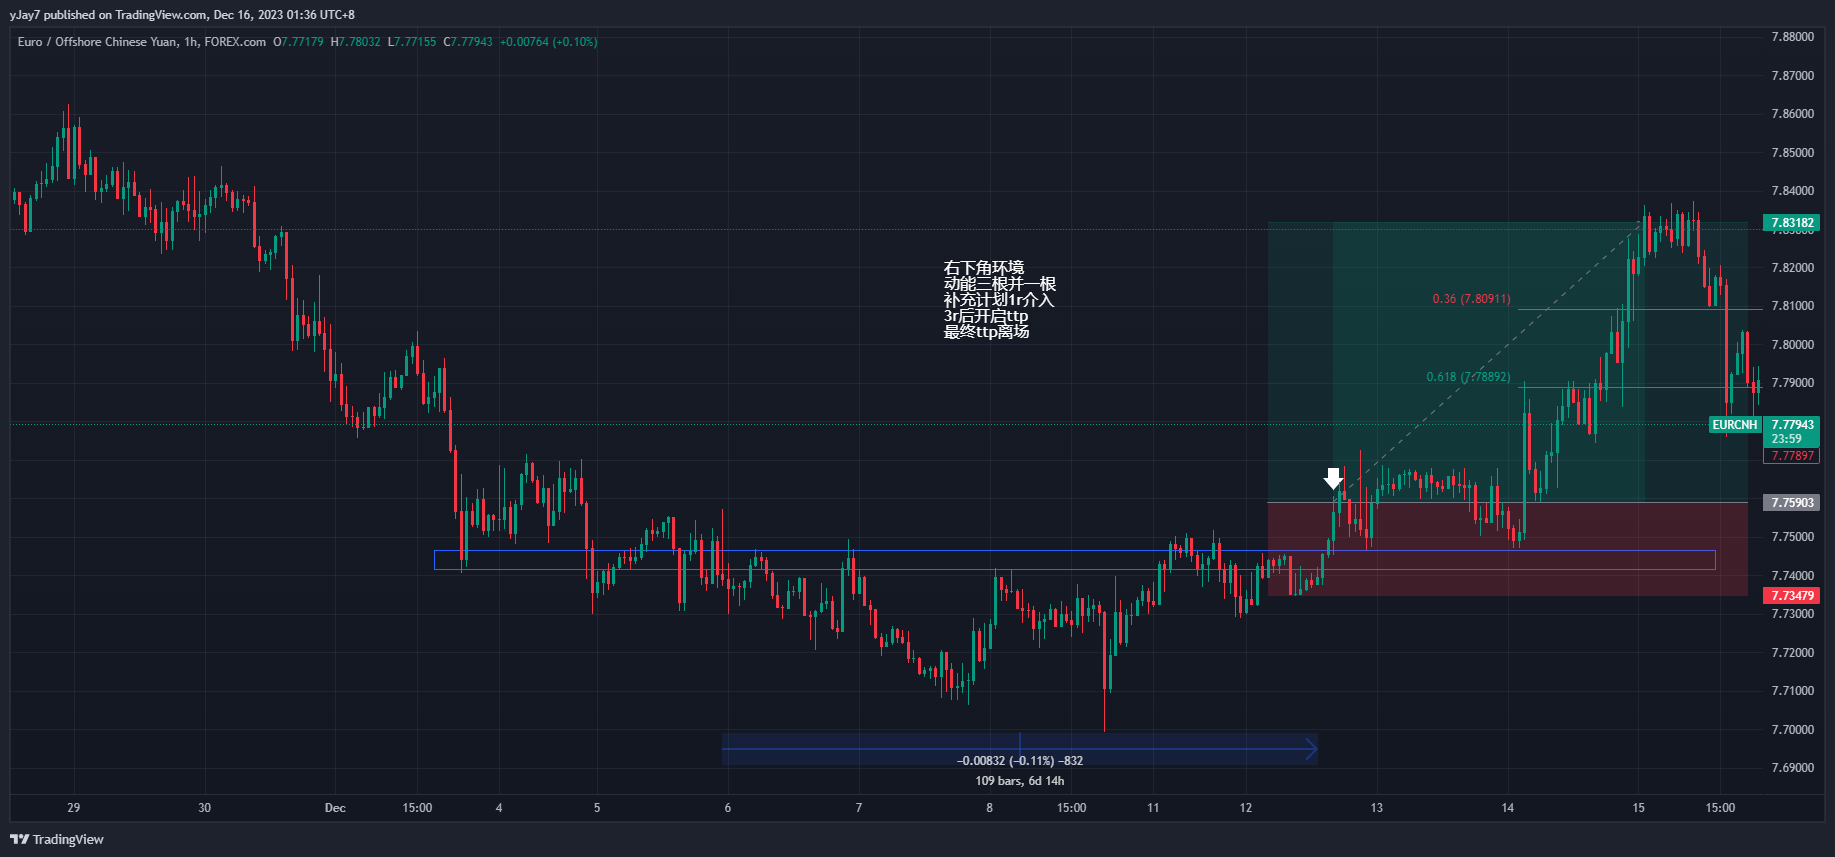 yJay7 published on TradingView.com, Dec 16, 2023 01:36 UTC+8
Euro / Offshore Chinese Yuan, 1h, FOREX.com O7.77179 H7.78032 L7.77155 C7.77943 +0.00764 (+0.10%)
7.88000
7.87000
7.86000
7.85000
7.84000
7.83182
7.83000
7.82000
7.81000
7.80000
7.79000
EURCNH 7.77943
23:59
7.77897
7.75903
7.75000
7.74000
7.73479
7.73000
7.72000
7.71000
7.70000
7.69000
右下角环境
动能三根并一根
补充计划1r介入
3r后开启ttp
最终ttp离场
0.36 (7.80911)
0.618 (7.78892)
−0.00832 (−0.11%) −832
109 bars, 6d 14h
29 30 Dec 15:00 4 5 6 7 8 15:00 11 12 13 14 15 15:00
TradingView